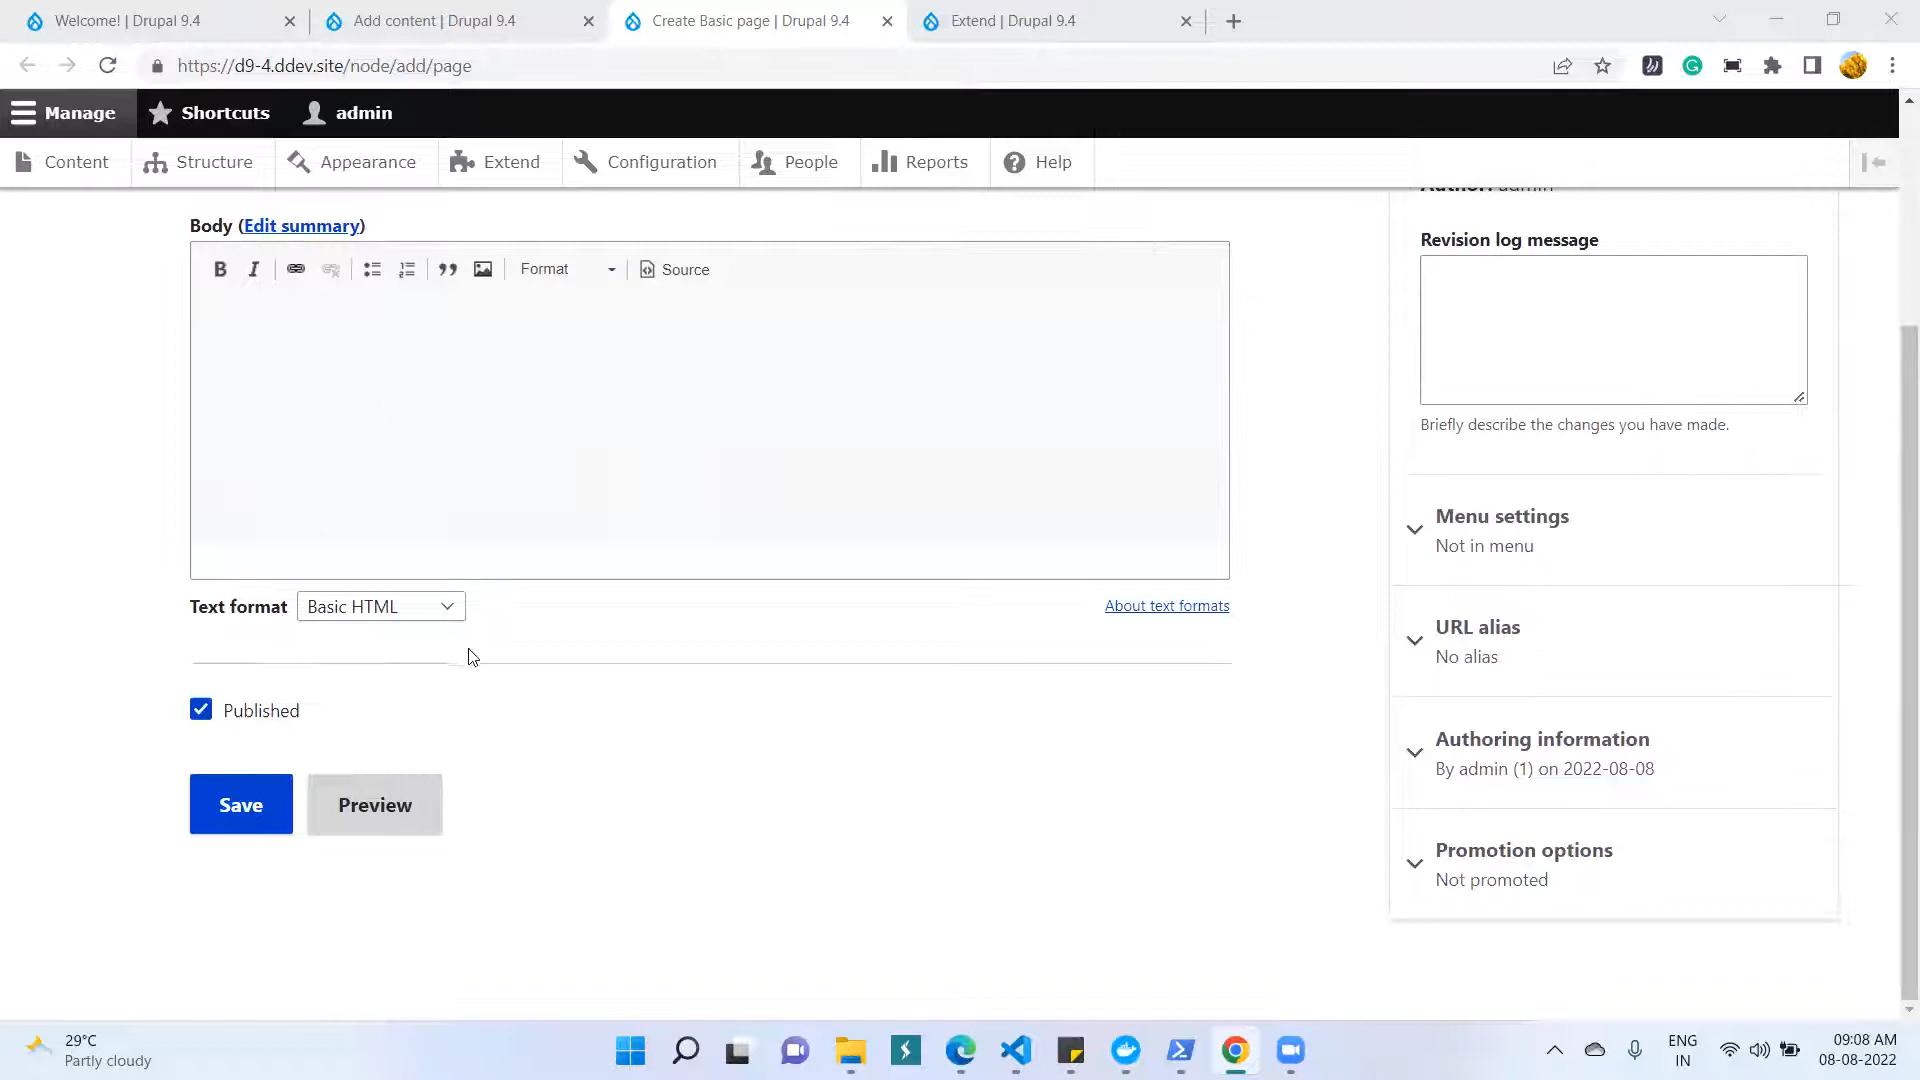 Welcome! | Drupal 9.4
Add content | Drupal 9.4
Create Basic page | Drupal 9.4
Extend | Drupal 9.4
https://d9-4.ddev.site/node/add/page
Manage
Shortcuts
admin
Content
Structure
Appearance
Extend
Configuration
People
Reports
Help
Author: admin
Body (Edit summary)
Revision log message
B I
Format
Source
Briefly describe the changes you have made.
Menu settings
Not in menu
Text format
Basic HTML
About text formats
URL alias
No alias
Published
Authoring information
By admin (1) on 2022-08-08
Save
Preview
Promotion options
Not promoted
29°C
Partly cloudy
ENG
IN
09:08 AM
08-08-2022